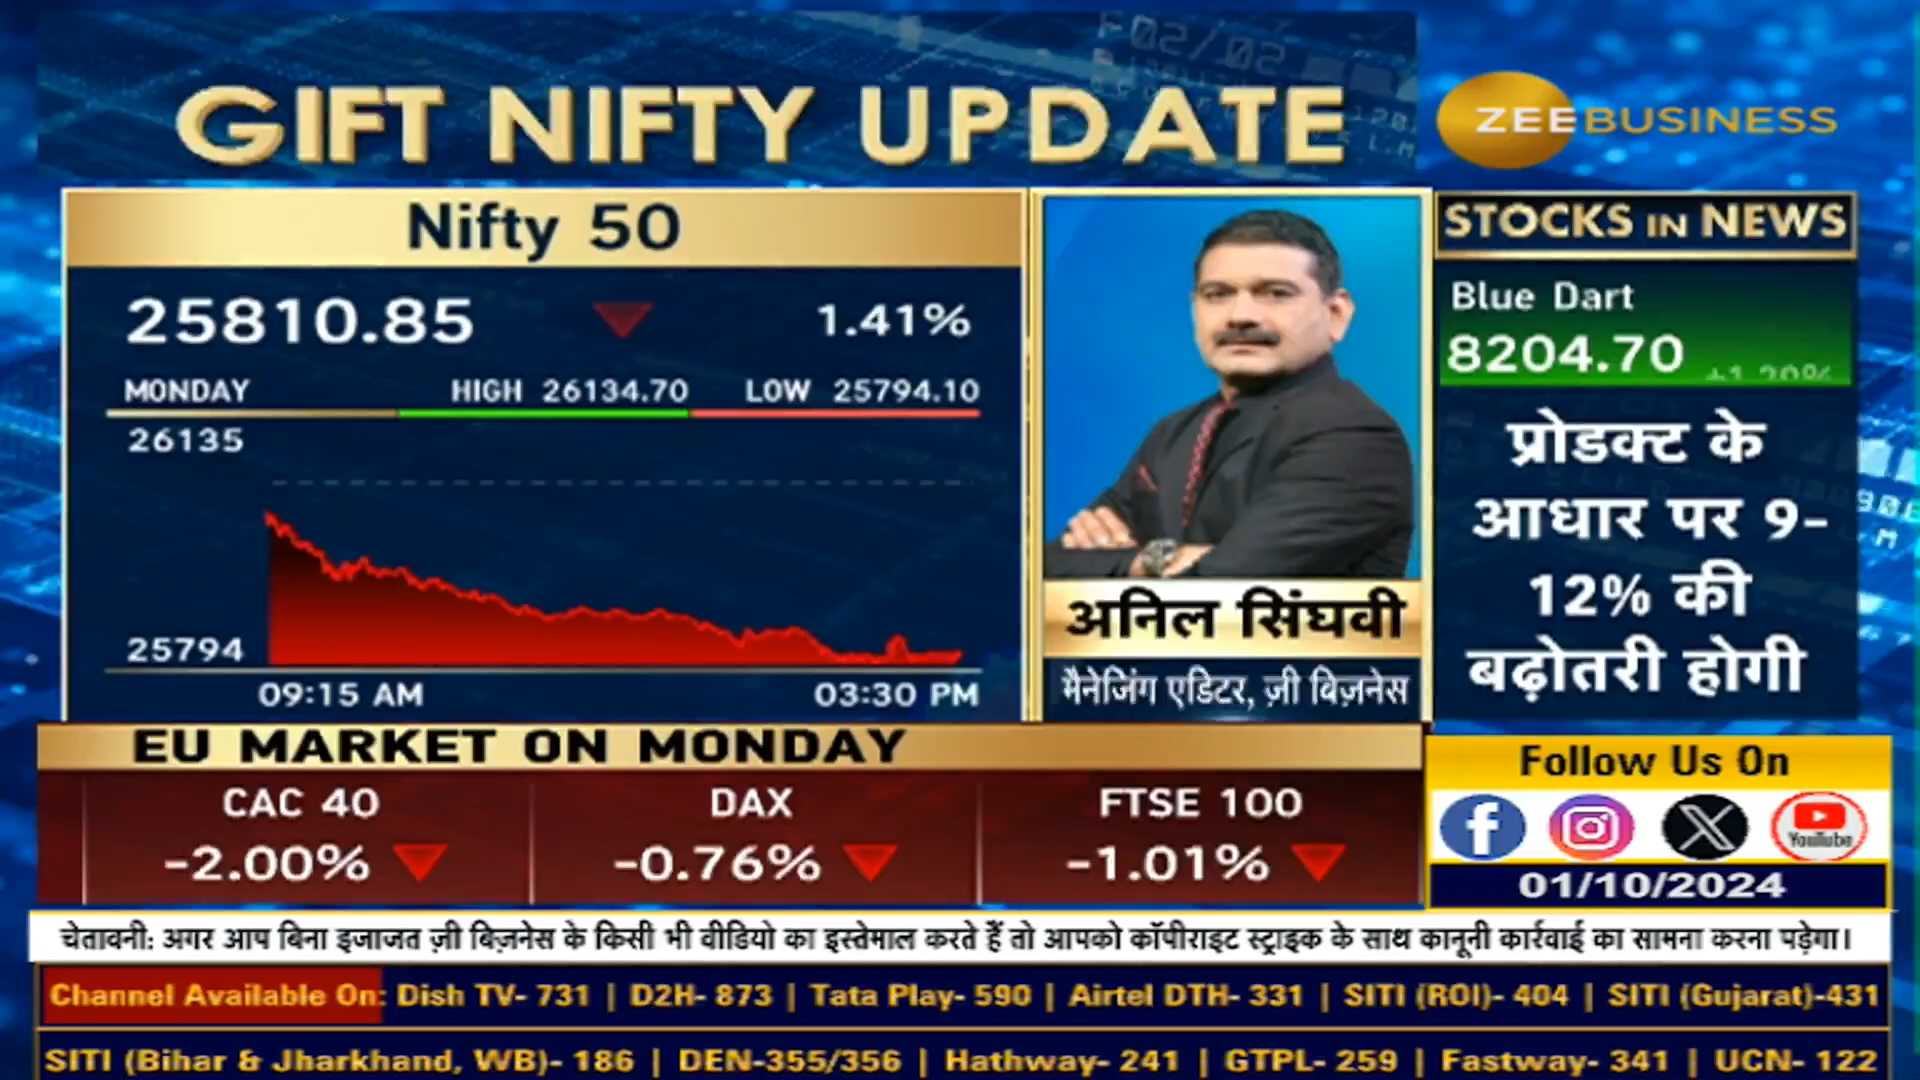 GIFT NIFTY UPDATE
ZEEBUSINESS
Nifty 50
25810.85 1.41%
MONDAY HIGH 26134.70 LOW 25794.10
26135
25794
09:15 AM 03:30 PM
अनिल सिंघवी
मैनेजिंग एडिटर, ज़ी बिज़नेस
STOCKS IN NEWS
Blue Dart
8204.70
प्रोडक्ट के
आधार पर 9-
12% की
बढ़ोतरी होगी
EU MARKET ON MONDAY
CAC 40 DAX FTSE 100
-2.00% -0.76% -1.01%
Follow Us On
YouTube
01/10/2024
चेतावनी: अगर आप बिना इजाजत ज़ी बिज़नेस के किसी भी वीडियो का इस्तेमाल करते हैं तो आपको कॉपीराइट स्ट्राइक के साथ कानूनी कार्रवाई का सामना करना पड़ेगा।
Channel Available On: Dish TV- 731 | D2H- 873 | Tata Play- 590 | Airtel DTH- 331 | SITI (ROI)- 404 | SITI (Gujarat)-431
SITI (Bihar & Jharkhand, WB)- 186 | DEN-355/356 | Hathway- 241 | GTPL- 259 | Fastway- 341 | UCN- 122